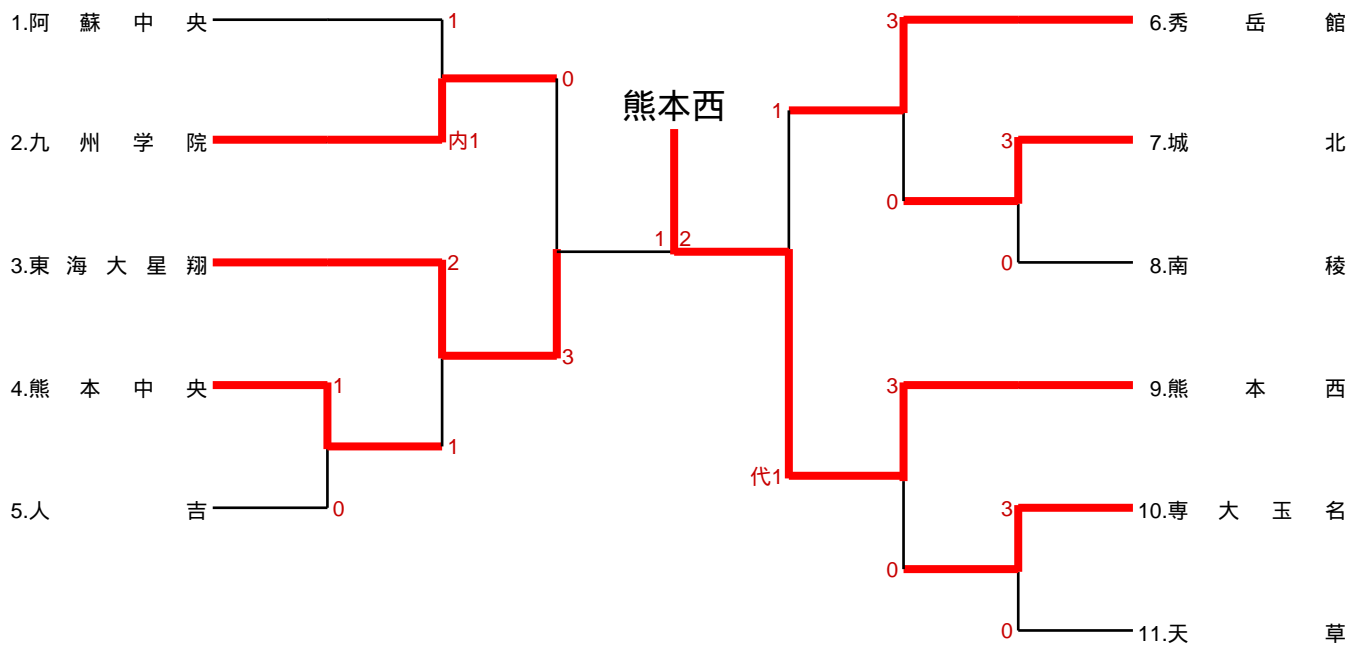 1.阿蘇中央
1
0
2.九州学院
内1
3.東海大星翔
2
3
4.熊本中央
1
1
5.人吉
0
熊本西
1 2
3
6.秀岳館
1
3
7.城北
0
0
8.南稜
3
9.熊本西
代1
3
10.専大玉名
0
0
11.天草